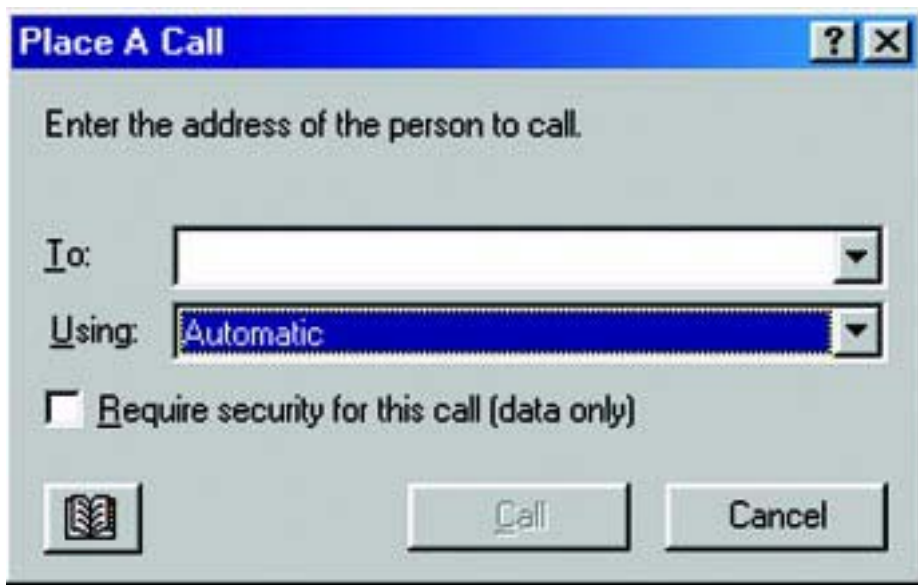 Place A Call
Enter the address of the person to call.
To:
Using: Automatic
Require security for this call (data only)
Call Cancel